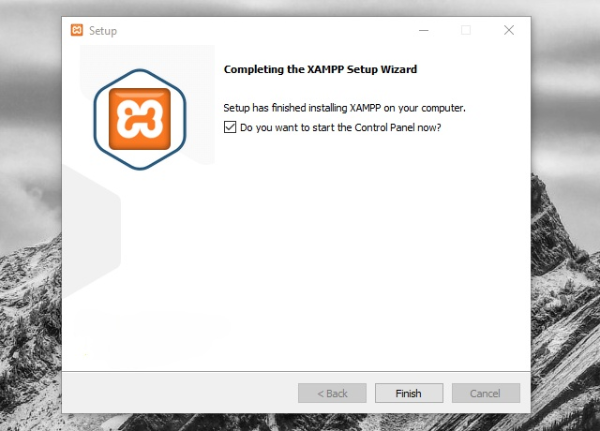 Setup
Completing the XAMPP Setup Wizard
Setup has finished installing XAMPP on your computer.
Do you want to start the Control Panel now?
< Back
Finish
Cancel